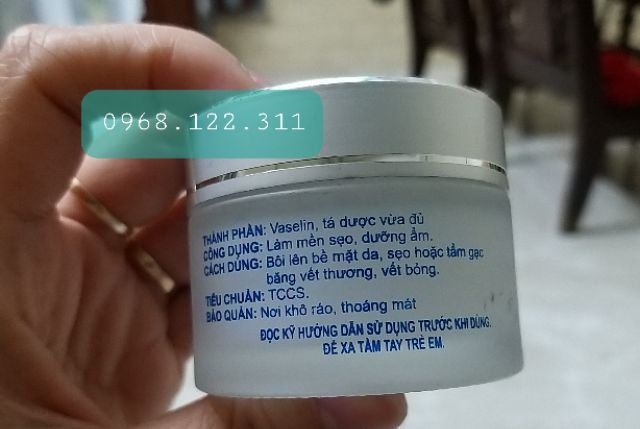 0968.122.311
THÀNH PHẦN: Vaselin, tá dược vừa đủ
CÔNG DỤNG: Làm mền sẹo, dưỡng ẩm.
CÁCH DÙNG: Bôi lên bề mặt da, sẹo hoặc tẩm gạc
băng vết thương, vết bỏng.
TIÊU CHUẨN: TCCS.
BẢO QUẢN: Nơi khô ráo, thoáng mát
ĐỌC KỸ HƯỚNG DẪN SỬ DỤNG TRƯỚC KHI DÙNG.
ĐỂ XA TẦM TAY TRẺ EM.